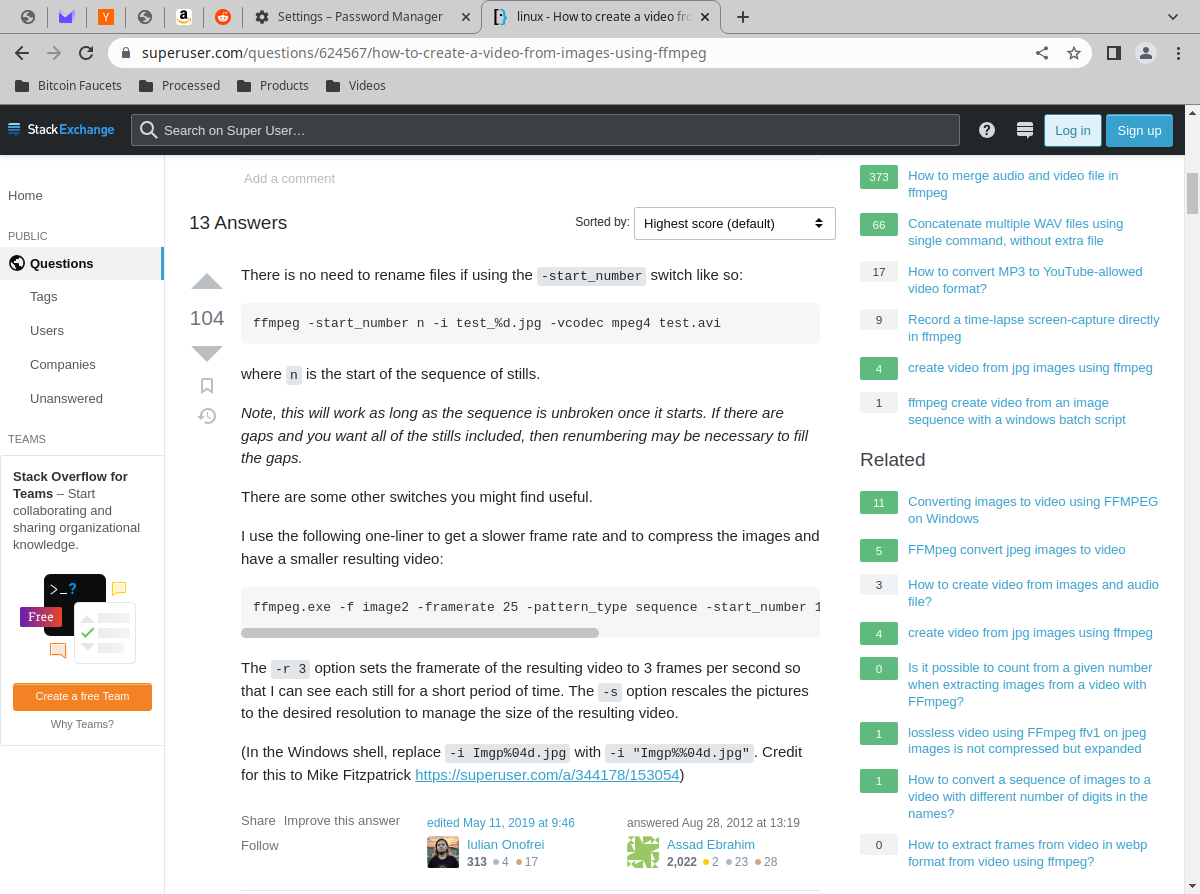 Settings – Password Manager
linux - How to create a video fro
superuser.com/questions/624567/how-to-create-a-video-from-images-using-ffmpeg
Bitcoin Faucets
Processed
Products
Videos
StackExchange
Search on Super User…
Log in
Sign up
Home
PUBLIC
Questions
Tags
Users
Companies
Unanswered
TEAMS
Stack Overflow for
Teams – Start
collaborating and
sharing organizational
knowledge.
>_?
Free
Create a free Team
Why Teams?
Add a comment
13 Answers
Sorted by:
Highest score (default)
104
There is no need to rename files if using the -start_number switch like so:
ffmpeg -start_number n -i test_%d.jpg -vcodec mpeg4 test.avi
where n is the start of the sequence of stills.
Note, this will work as long as the sequence is unbroken once it starts. If there are
gaps and you want all of the stills included, then renumbering may be necessary to fill
the gaps.
There are some other switches you might find useful.
I use the following one-liner to get a slower frame rate and to compress the images and
have a smaller resulting video:
ffmpeg.exe -f image2 -framerate 25 -pattern_type sequence -start_number 1
The -r 3 option sets the framerate of the resulting video to 3 frames per second so
that I can see each still for a short period of time. The -s option rescales the pictures
to the desired resolution to manage the size of the resulting video.
(In the Windows shell, replace -i Imgp%04d.jpg with -i "Imgp%%04d.jpg". Credit
for this to Mike Fitzpatrick https://superuser.com/a/344178/153054)
Share Improve this answer
Follow
edited May 11, 2019 at 9:46
Iulian Onofrei
313 4 17
answered Aug 28, 2012 at 13:19
Assad Ebrahim
2,022 2 23 28
373 How to merge audio and video file in
ffmpeg
66 Concatenate multiple WAV files using
single command, without extra file
17 How to convert MP3 to YouTube-allowed
video format?
9 Record a time-lapse screen-capture directly
in ffmpeg
4 create video from jpg images using ffmpeg
1 ffmpeg create video from an image
sequence with a windows batch script
Related
11 Converting images to video using FFMPEG
on Windows
5 FFMpeg convert jpeg images to video
3 How to create video from images and audio
file?
4 create video from jpg images using ffmpeg
0 Is it possible to count from a given number
when extracting images from a video with
FFmpeg?
1 lossless video using FFmpeg ffv1 on jpeg
images is not compressed but expanded
1 How to convert a sequence of images to a
video with different number of digits in the
names?
0 How to extract frames from video in webp
format from video using ffmpeg?